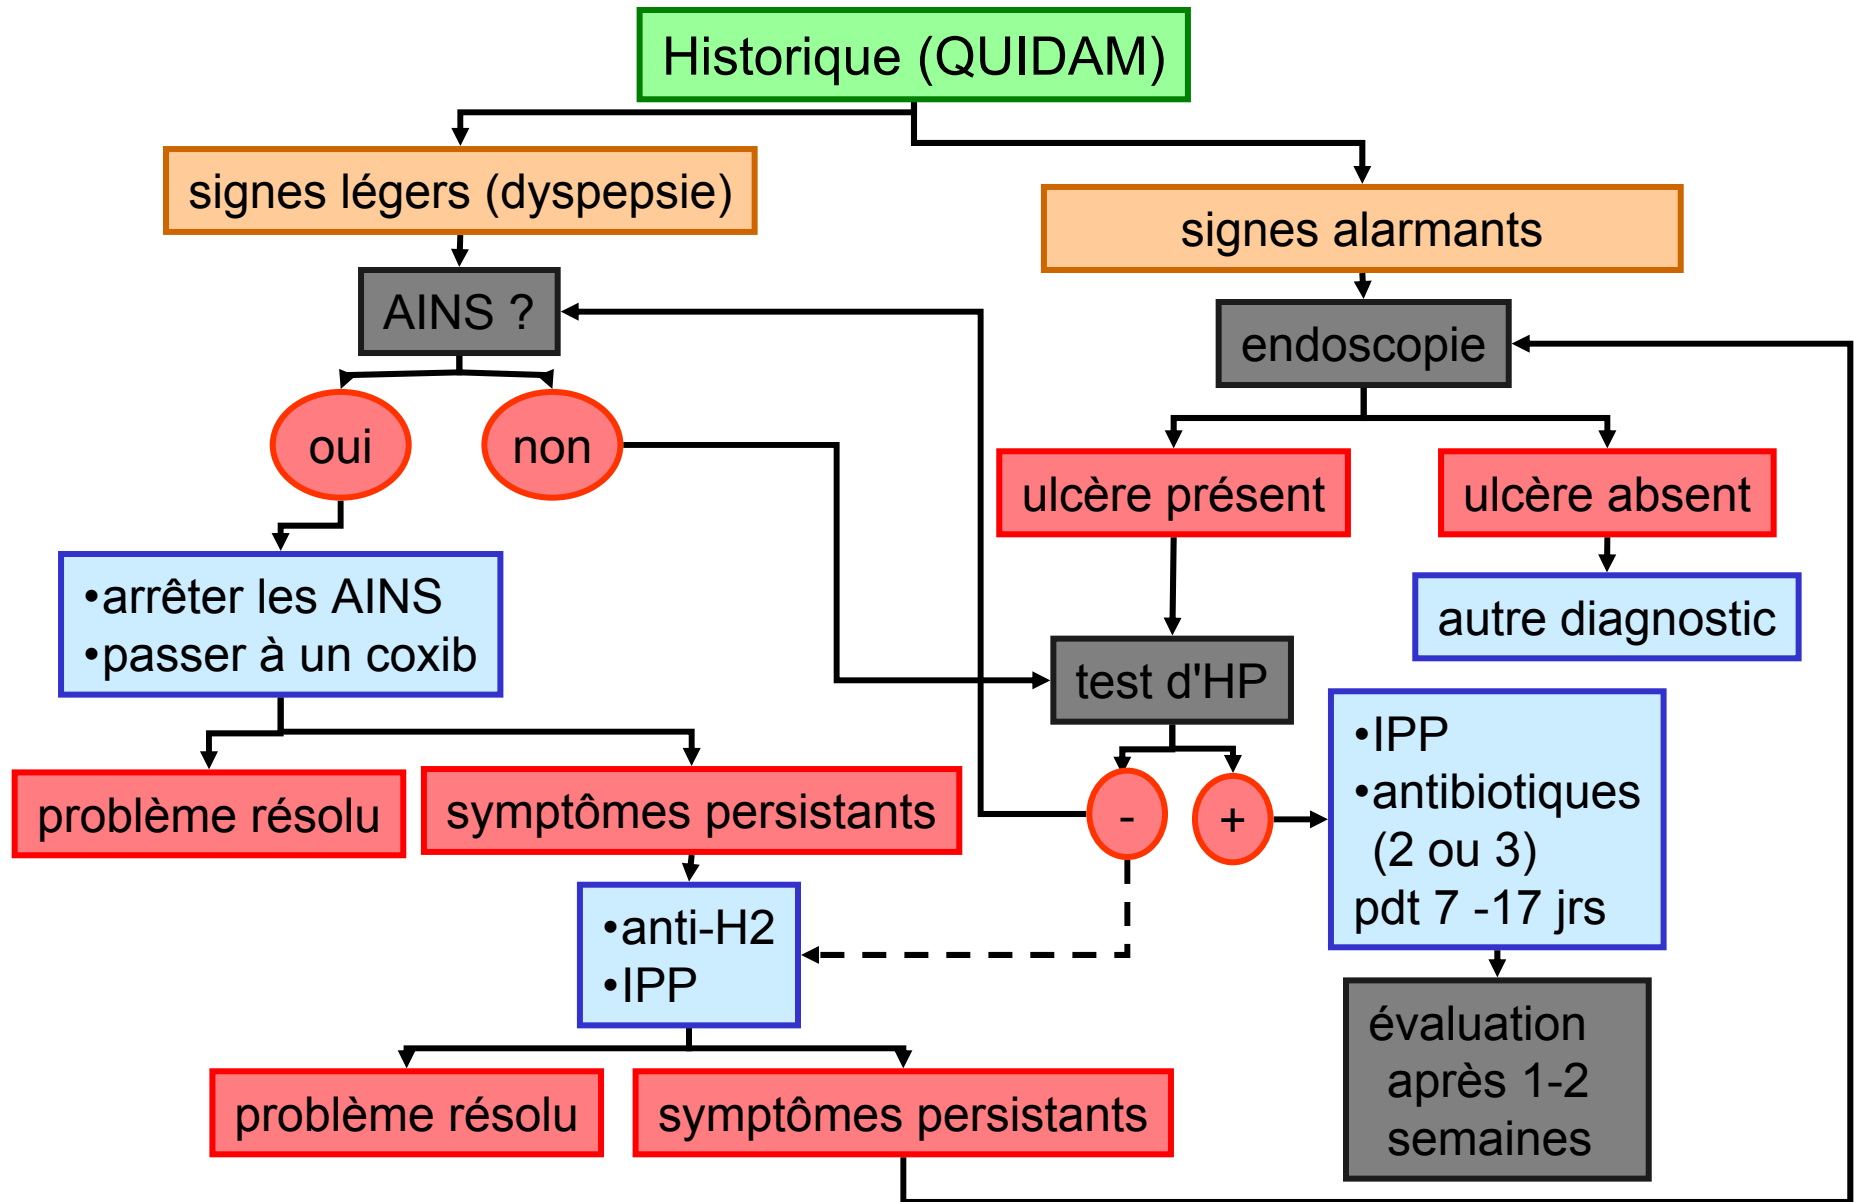 Historique (QUIDAM)
signes légers (dyspepsie)
signes alarmants
AINS ?
endoscopie
oui
non
ulcère présent
ulcère absent
•arrêter les AINS
•passer à un coxib
autre diagnostic
test d'HP
problème résolu
symptômes persistants
-
+
•IPP
•antibiotiques
(2 ou 3)
pdt 7 -17 jrs
•anti-H2
•IPP
évaluation
après 1-2
semaines
problème résolu
symptômes persistants